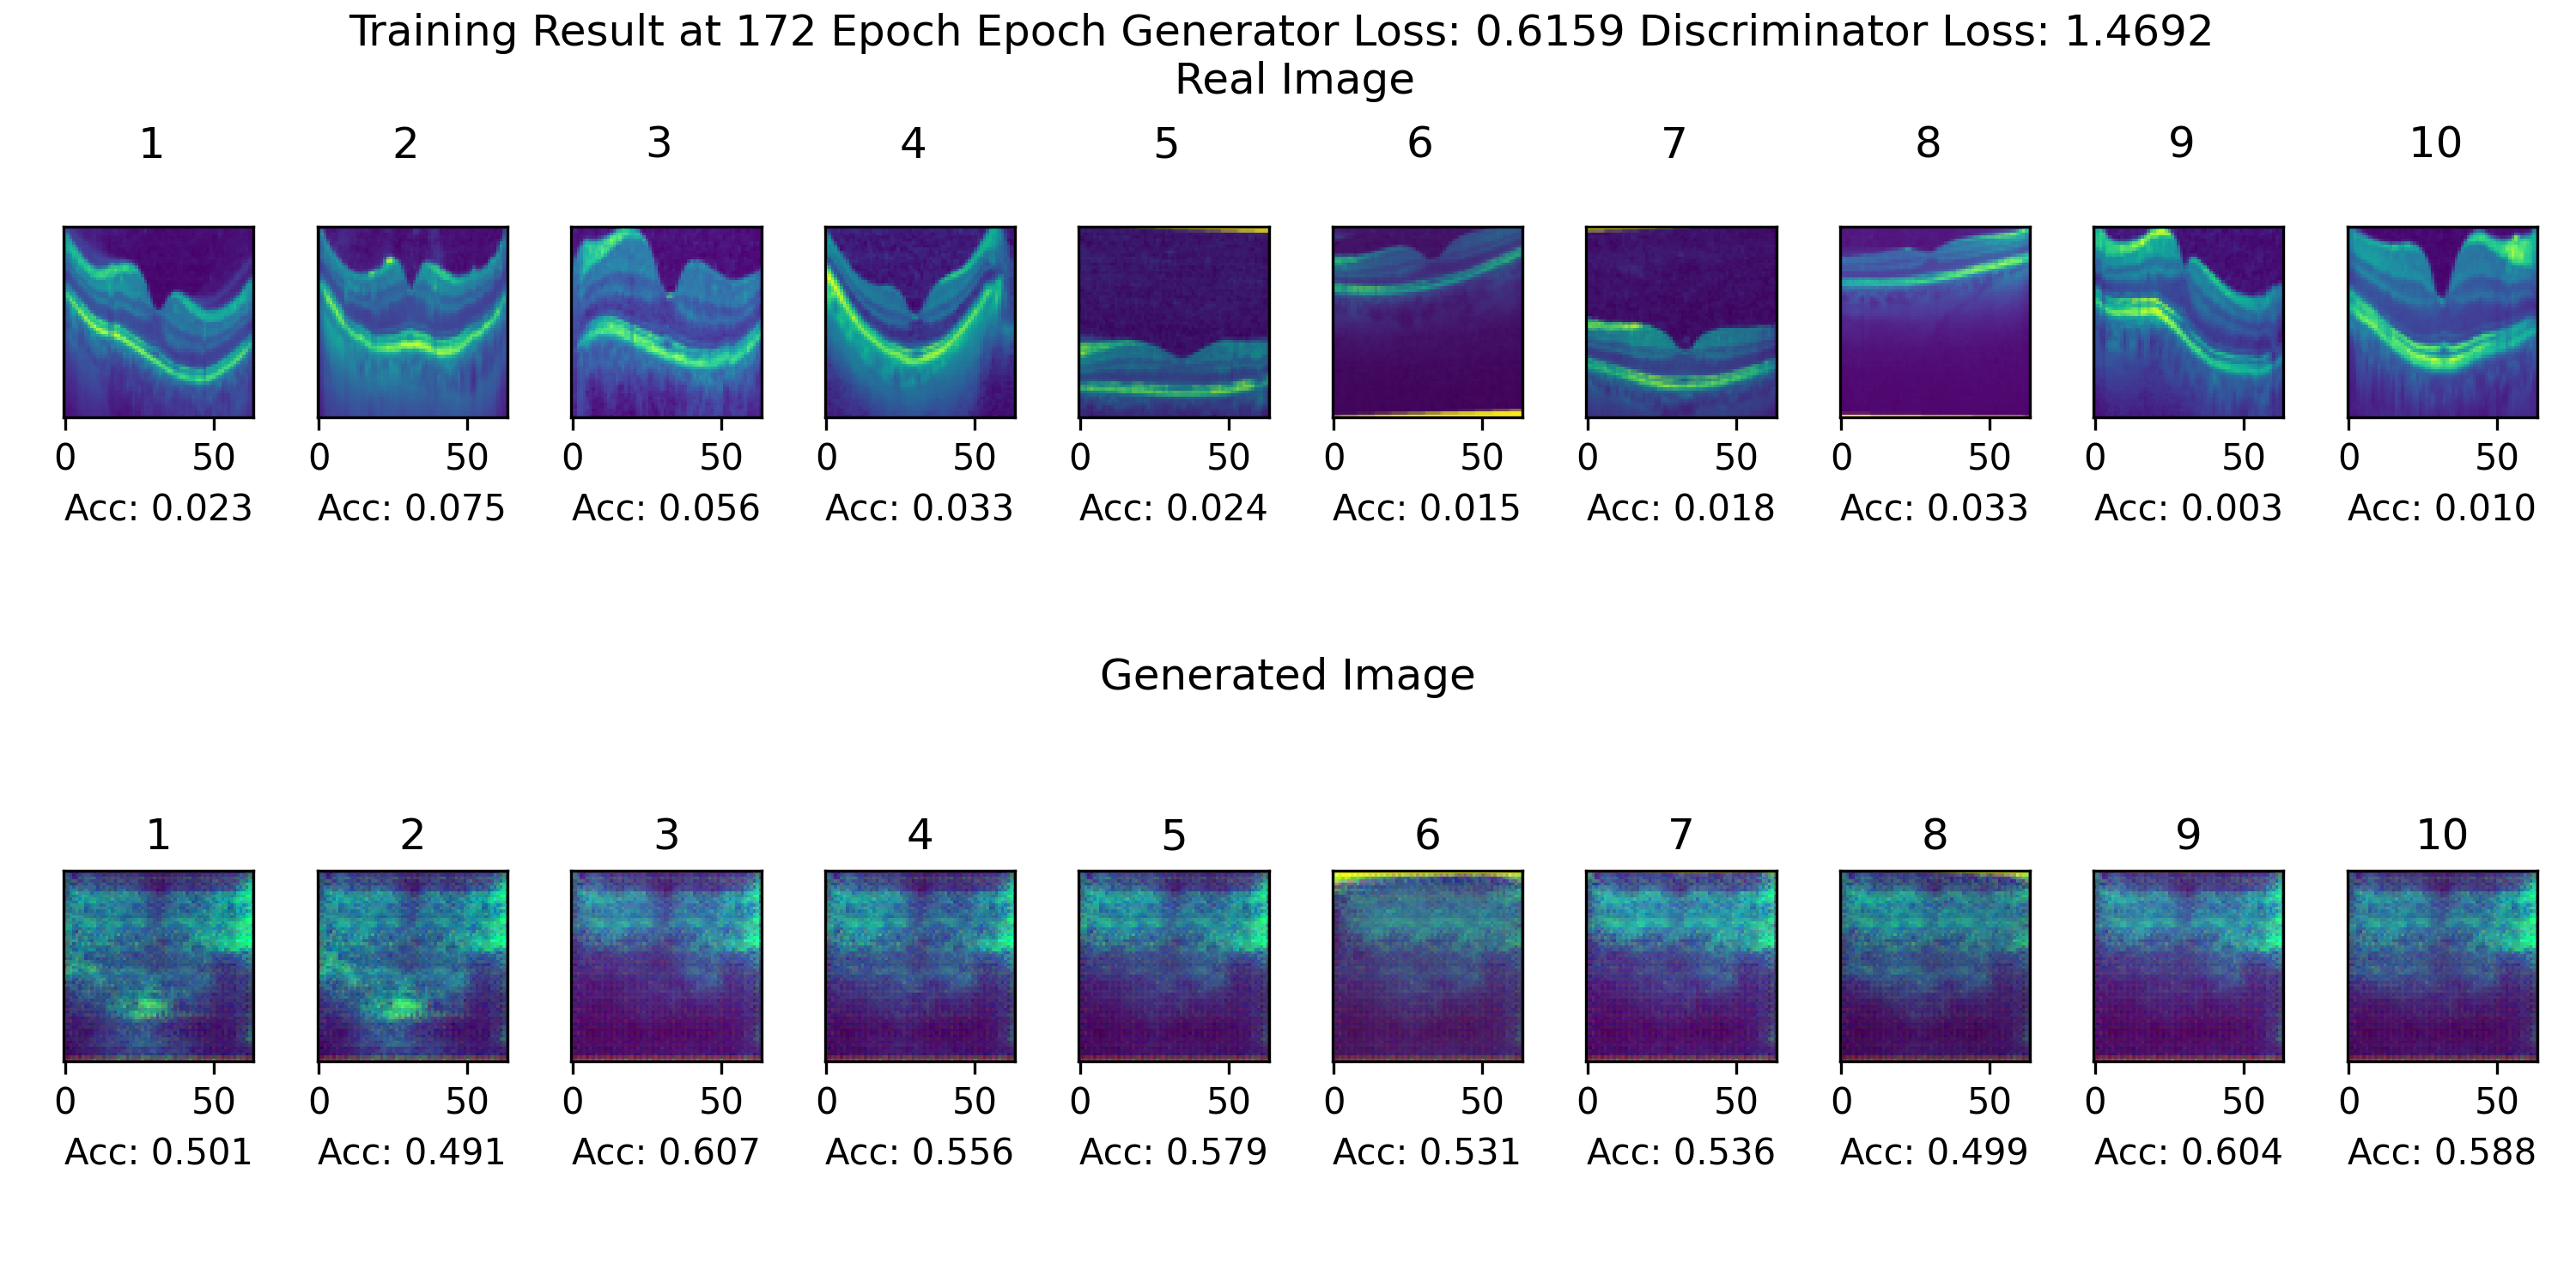 Training Result at 172 Epoch Epoch Generator Loss: 0.6159 Discriminator Loss: 1.4692
Real Image
1 2 3 4 5 6 7 8 9 10
0 50 0 50 0 50 0 50 0 50 0 50 0 50 0 50 0 50 0 50
Acc: 0.023 Acc: 0.075 Acc: 0.056 Acc: 0.033 Acc: 0.024 Acc: 0.015 Acc: 0.018 Acc: 0.033 Acc: 0.003 Acc: 0.010
Generated Image
1 2 3 4 5 6 7 8 9 10
0 50 0 50 0 50 0 50 0 50 0 50 0 50 0 50 0 50 0 50
Acc: 0.501 Acc: 0.491 Acc: 0.607 Acc: 0.556 Acc: 0.579 Acc: 0.531 Acc: 0.536 Acc: 0.499 Acc: 0.604 Acc: 0.588